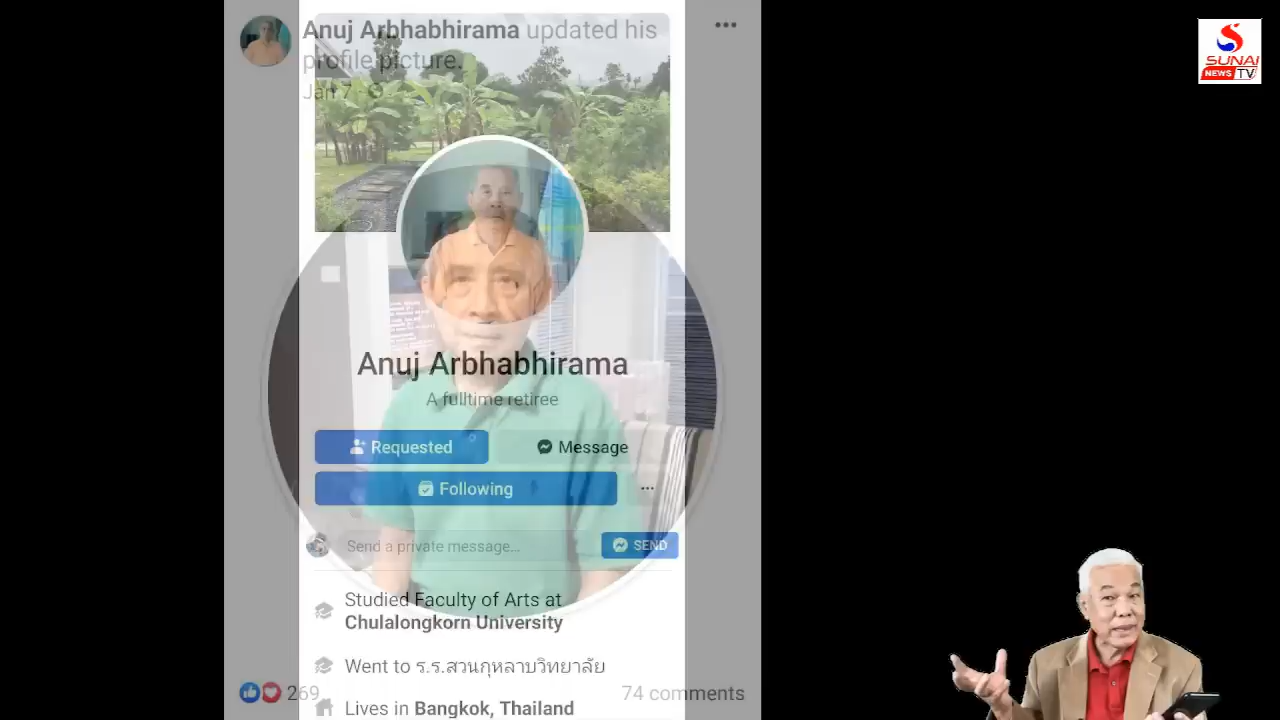 Anuj Arbhabhirama updated his
profile picture.
Jan 7
SUNAI
NEWS TV
Anuj Arbhabhirama
A fulltime retiree
Requested
Message
Following
Send a private message...
SEND
Studied Faculty of Arts at
Chulalongkorn University
Went to ร.ร.สวนกุหลาบวิทยาลัย
269
74 comments
Lives in Bangkok, Thailand